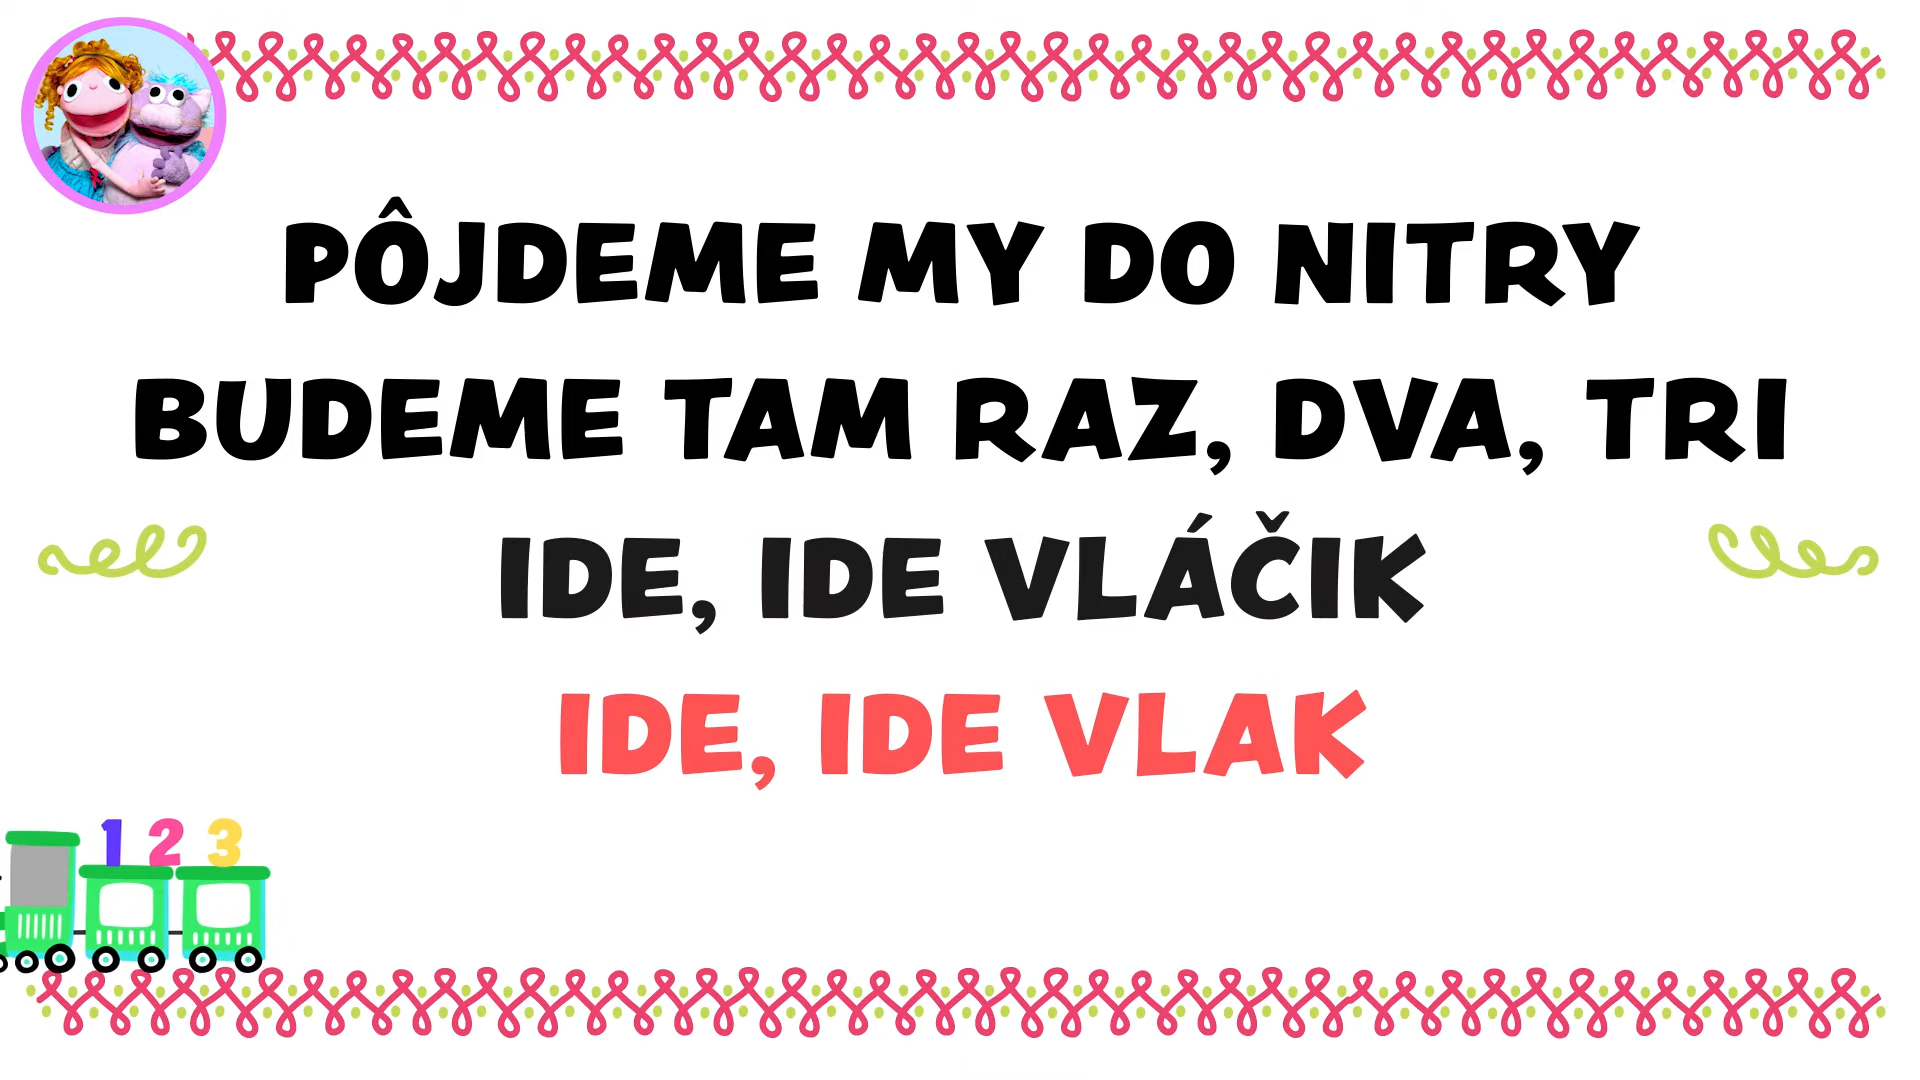 PÔJDEME MY DO NITRY
BUDEME TAM RAZ, DVA, TRI
IDE, IDE VLÁČIK
IDE, IDE VLAK
1 2 3